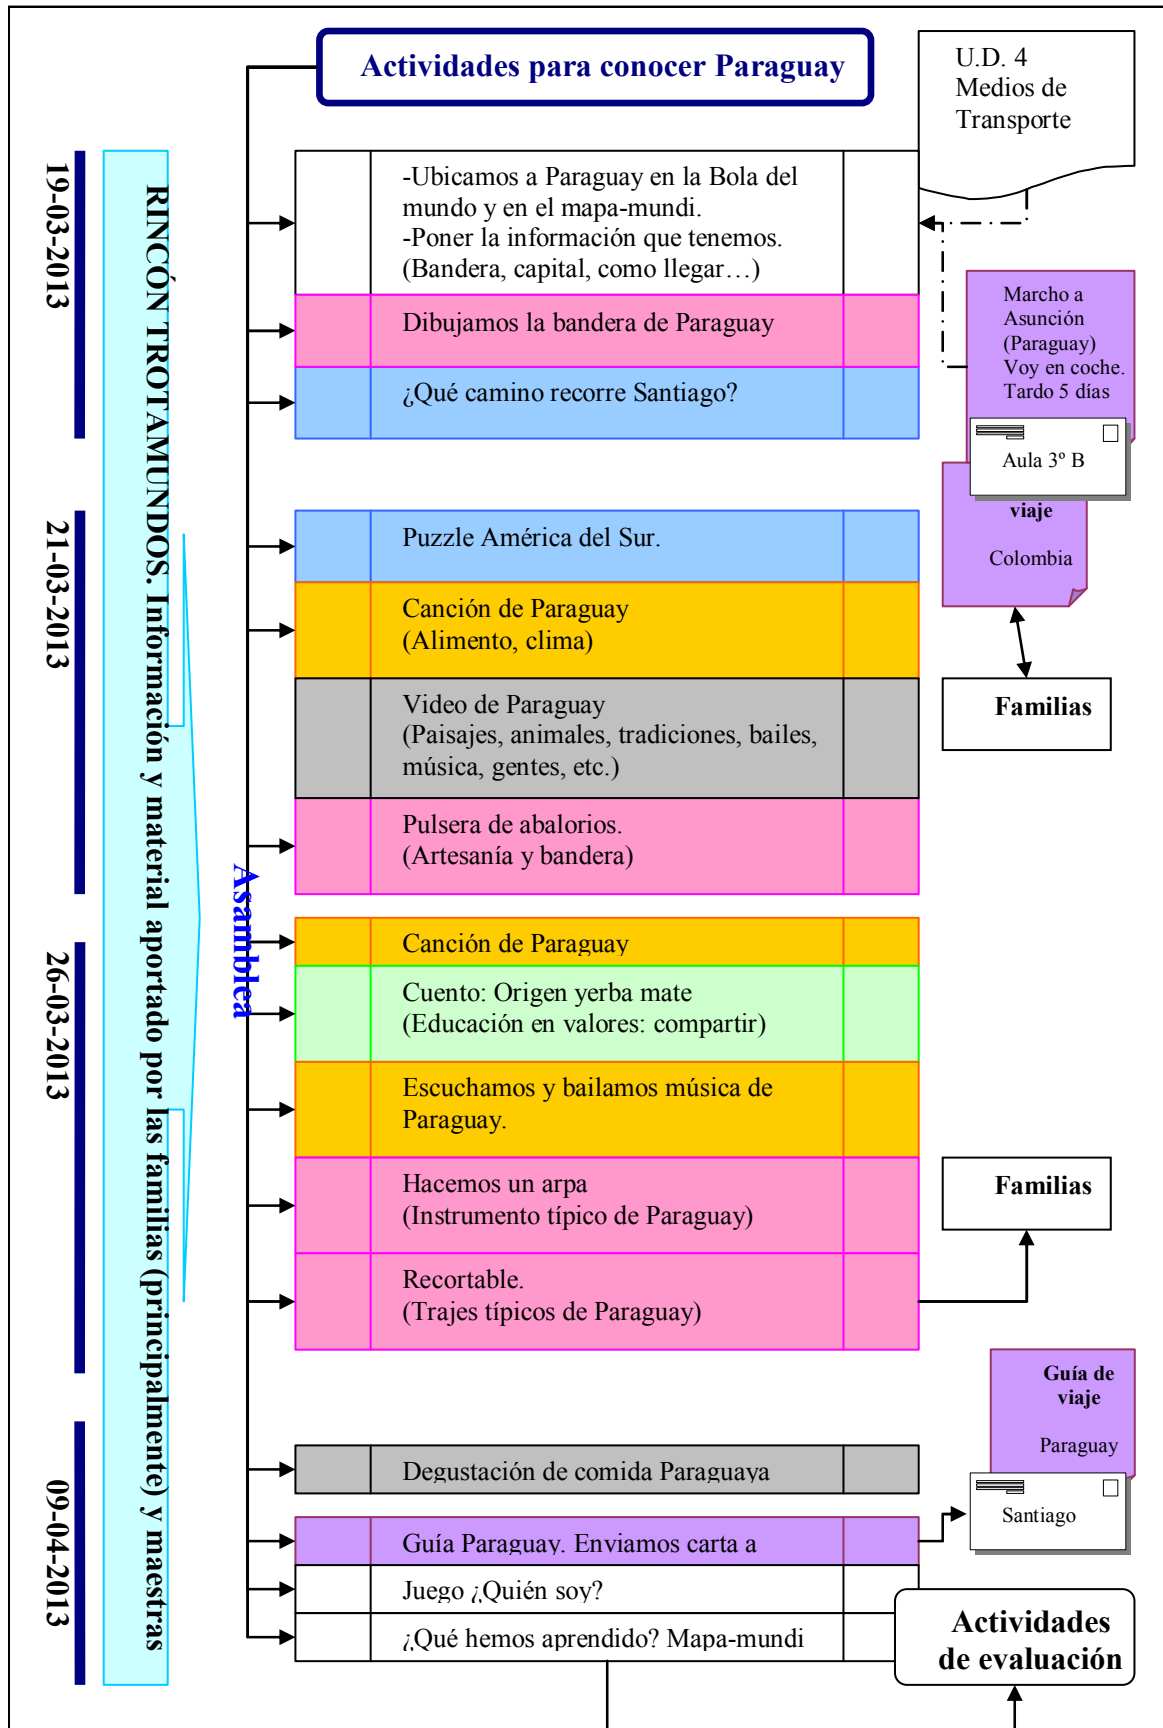 Actividades para conocer Paraguay
U.D. 4
Medios de
Transporte
RINCÓN TROTAMUNDOS. Información y material aportado por las familias (principalmente) y maestras
Asamblea
19-03-2013
-Ubicamos a Paraguay en la Bola del
mundo y en el mapa-mundi.
-Poner la información que tenemos.
(Bandera, capital, como llegar…)
Dibujamos la bandera de Paraguay
¿Qué camino recorre Santiago?
Marcho a
Asunción
(Paraguay)
Voy en coche.
Tardo 5 días
Aula 3º B
viaje
Colombia
Familias
21-03-2013
Puzzle América del Sur.
Canción de Paraguay
(Alimento, clima)
Video de Paraguay
(Paisajes, animales, tradiciones, bailes,
música, gentes, etc.)
Pulsera de abalorios.
(Artesanía y bandera)
26-03-2013
Canción de Paraguay
Cuento: Origen yerba mate
(Educación en valores: compartir)
Escuchamos y bailamos música de
Paraguay.
Hacemos un arpa
(Instrumento típico de Paraguay)
Recortable.
(Trajes típicos de Paraguay)
Familias
09-04-2013
Degustación de comida Paraguaya
Guía Paraguay. Enviamos carta a
Juego ¿Quién soy?
¿Qué hemos aprendido? Mapa-mundi
Guía de
viaje
Paraguay
Santiago
Actividades
de evaluación